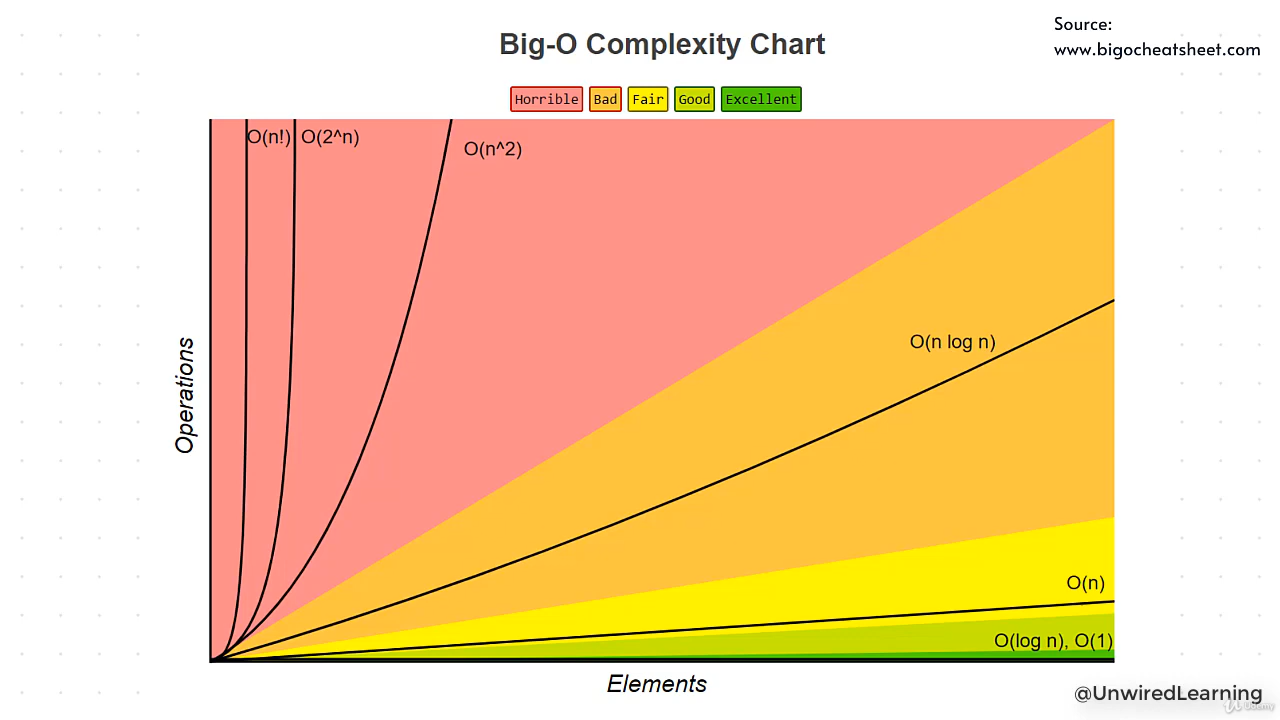 Source:
www.bigocheatsheet.com
Big-O Complexity Chart
Horrible Bad Fair Good Excellent
O(n!) O(2^n)
O(n^2)
O(n log n)
O(n)
O(log n), O(1)
Operations
Elements
@UnwiredLearning
Udemy